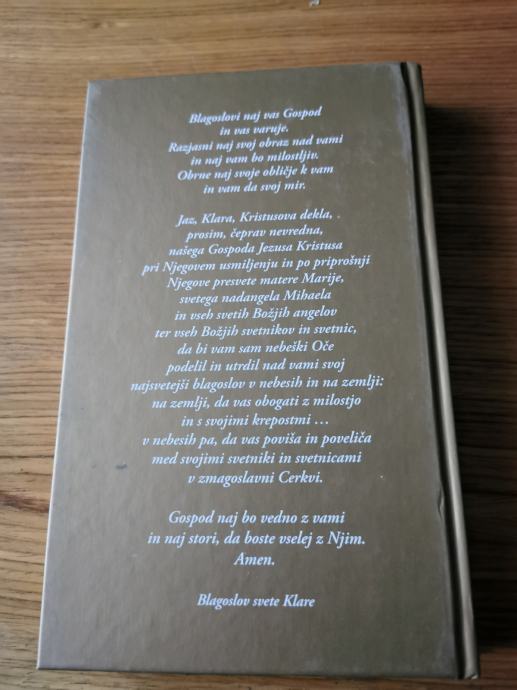 Blagoslovi naj vas Gospod
in vas varuje.
Razjasni naj svoj obraz nad vami
in naj vam bo milostljiv.
Obrne naj svoje obličje k vam
in vam da svoj mir.
Jaz, Klara, Kristusova dekla,
prosim, čeprav nevredna,
našega Gospoda Jezusa Kristusa
pri Njegovem usmiljenju in po priprošnji
Njegove presvete matere Marije,
svetega nadangela Mihaela
in vseh svetih Božjih angelov
ter vseh Božjih svetnikov in svetnic,
da bi vam sam nebeški Oče
podelil in utrdil nad vami svoj
najsvetejši blagoslov v nebesih in na zemlji:
na zemlji, da vas obogati z milostjo
in s svojimi krepostmi ...
v nebesih pa, da vas poviša in poveliča
med svojimi svetniki in svetnicami
v zmagoslavni Cerkvi.
Gospod naj bo vedno z vami
in naj stori, da boste vselej z Njim.
Amen.
Blagoslov svete Klare